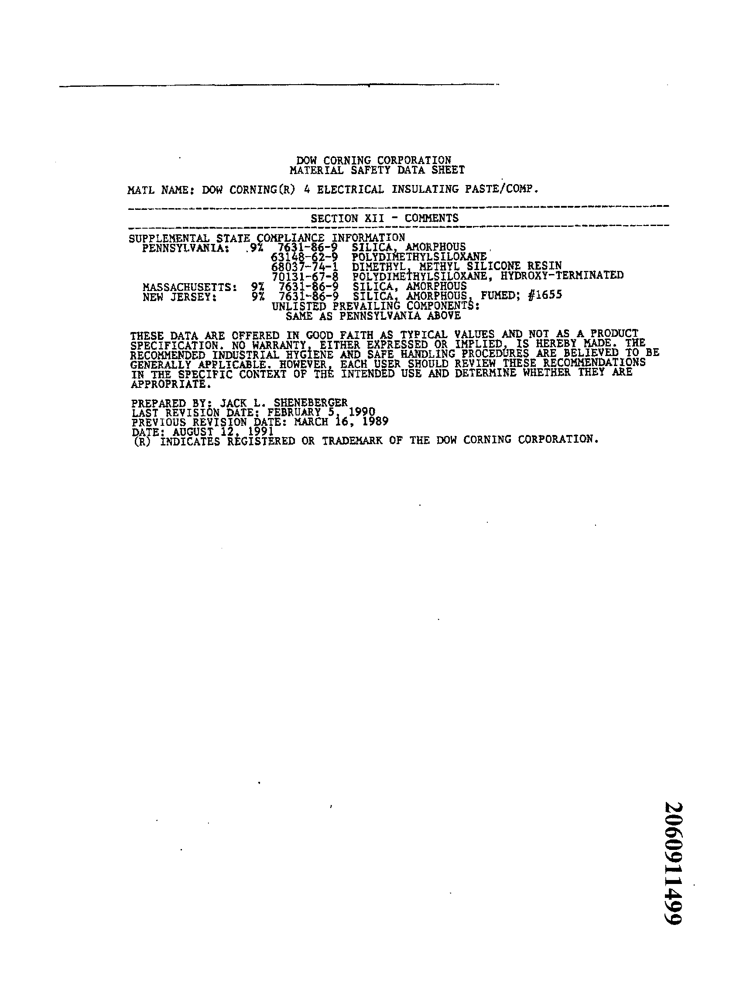 DOW CORNING CORPORATION
MATERIAL SAFETY DATA SHEET
MATL NAME: DOW CORNING(R) 4 ELECTRICAL INSULATING PASTE/COMP.
SECTION XII - COMMENTS
SUPPLEMENTAL STATE COMPLIANCE INFORMATION
PENNSYLVANIA: .9% 7631-86-9 SILICA, AMORPHOUS
63148-62-9 POLYDIMETHYLSILOXANE
68037-74-1 DIMETHYL, METHYL SILICONE RESIN
70131-67-8 POLYDIMETHYLSILOXANE, HYDROXY-TERMINATED
MASSACHUSETTS: 9% 7631-86-9 SILICA, AMORPHOUS
NEW JERSEY: 9% 7631-86-9 SILICA, AMORPHOUS, FUMED; #1655
UNLISTED PREVAILING COMPONENTS:
SAME AS PENNSYLVANIA ABOVE
THESE DATA ARE OFFERED IN GOOD FAITH AS TYPICAL VALUES AND NOT AS A PRODUCT
SPECIFICATION. NO WARRANTY, EITHER EXPRESSED OR IMPLIED, IS HEREBY MADE. THE
RECOMMENDED INDUSTRIAL HYGIENE AND SAFE HANDLING PROCEDURES ARE BELIEVED TO BE
GENERALLY APPLICABLE. HOWEVER, EACH USER SHOULD REVIEW THESE RECOMMENDATIONS
IN THE SPECIFIC CONTEXT OF THE INTENDED USE AND DETERMINE WHETHER THEY ARE
APPROPRIATE.
PREPARED BY: JACK L. SHENEBERGER
LAST REVISION DATE: FEBRUARY 5, 1990
PREVIOUS REVISION DATE: MARCH 16, 1989
DATE: AUGUST 12, 1991
(R) INDICATES REGISTERED OR TRADEMARK OF THE DOW CORNING CORPORATION.
2060911499